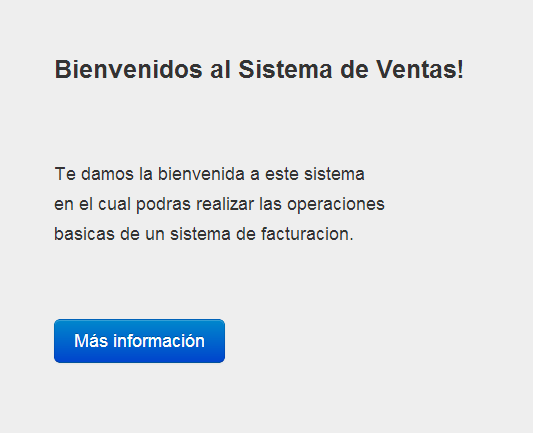 Bienvenidos al Sistema de Ventas!
Te damos la bienvenida a este sistema
en el cual podras realizar las operaciones
basicas de un sistema de facturacion.
Más información